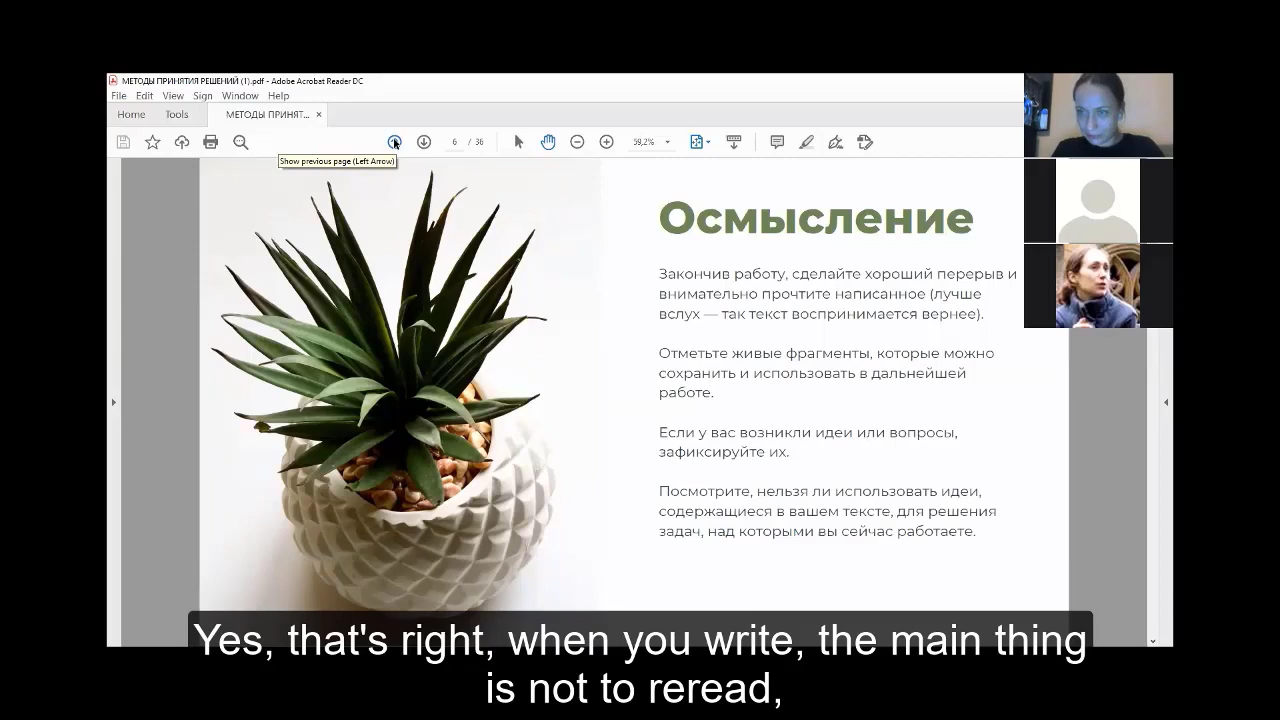 МЕТОДЫ ПРИНЯТИЯ РЕШЕНИЙ (1).pdf - Adobe Acrobat Reader DC
File Edit View Sign Window Help
Home Tools МЕТОДЫ ПРИНЯТ... ×
6 / 36 59,2%
Show previous page (Left Arrow)
Осмысление
Закончив работу, сделайте хороший перерыв и
внимательно прочтите написанное (лучше
вслух — так текст воспринимается вернее).
Отметьте живые фрагменты, которые можно
сохранить и использовать в дальнейшей
работе.
Если у вас возникли идеи или вопросы,
зафиксируйте их.
Посмотрите, нельзя ли использовать идеи,
содержащиеся в вашем тексте, для решения
задач, над которыми вы сейчас работаете.
Yes, that's right, when you write, the main thing
is not to reread,